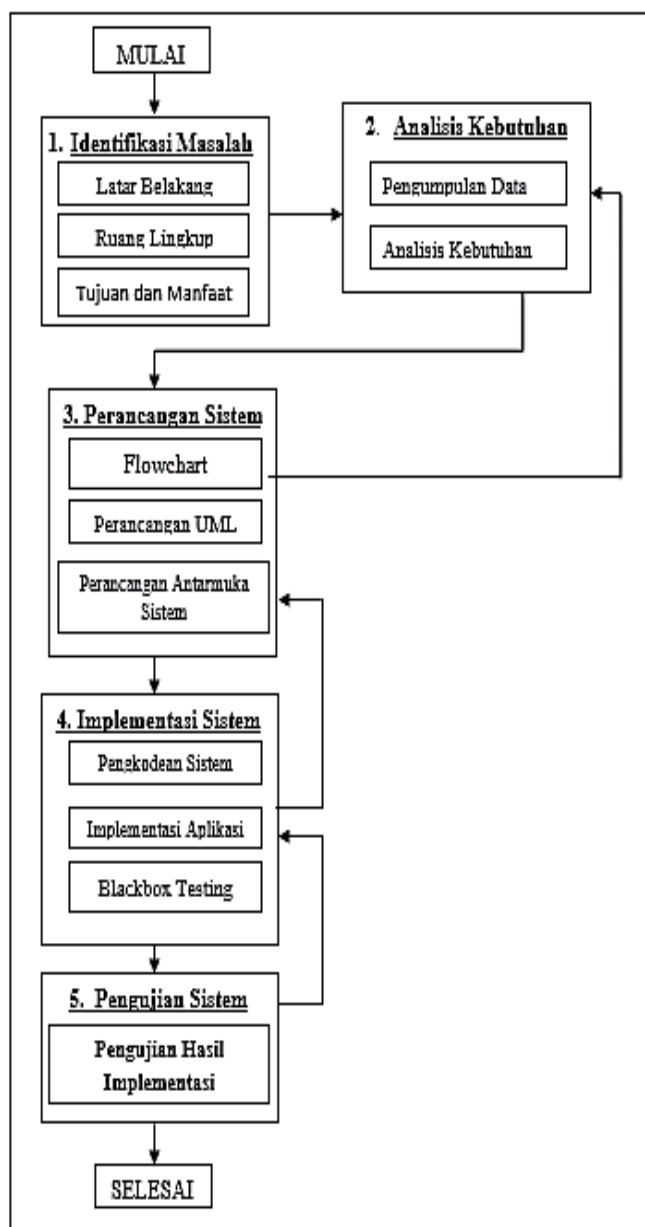 MULAI
1. Identifikasi Masalah
Latar Belakang
Ruang Lingkup
Tujuan dan Manfaat
2. Analisis Kebutuhan
Pengumpulan Data
Analisis Kebutuhan
3. Perancangan Sistem
Flowchart
Perancangan UML
Perancangan Antarmuka
Sistem
4. Implementasi Sistem
Pengkodean Sistem
Implementasi Aplikasi
Blackbox Testing
5. Pengujian Sistem
Pengujian Hasil
Implementasi
SELESAI